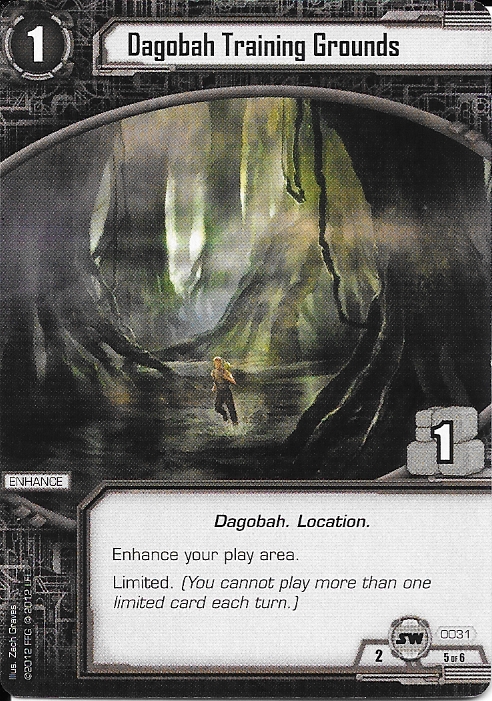 1
Dagobah Training Grounds
1
ENHANCE
Dagobah. Location.
Enhance your play area.
Limited. (You cannot play more than one
limited card each turn.)
Illus. Zach Graves
©2012 FFG ©2012 LFL
SW
0031
2
5 OF 6